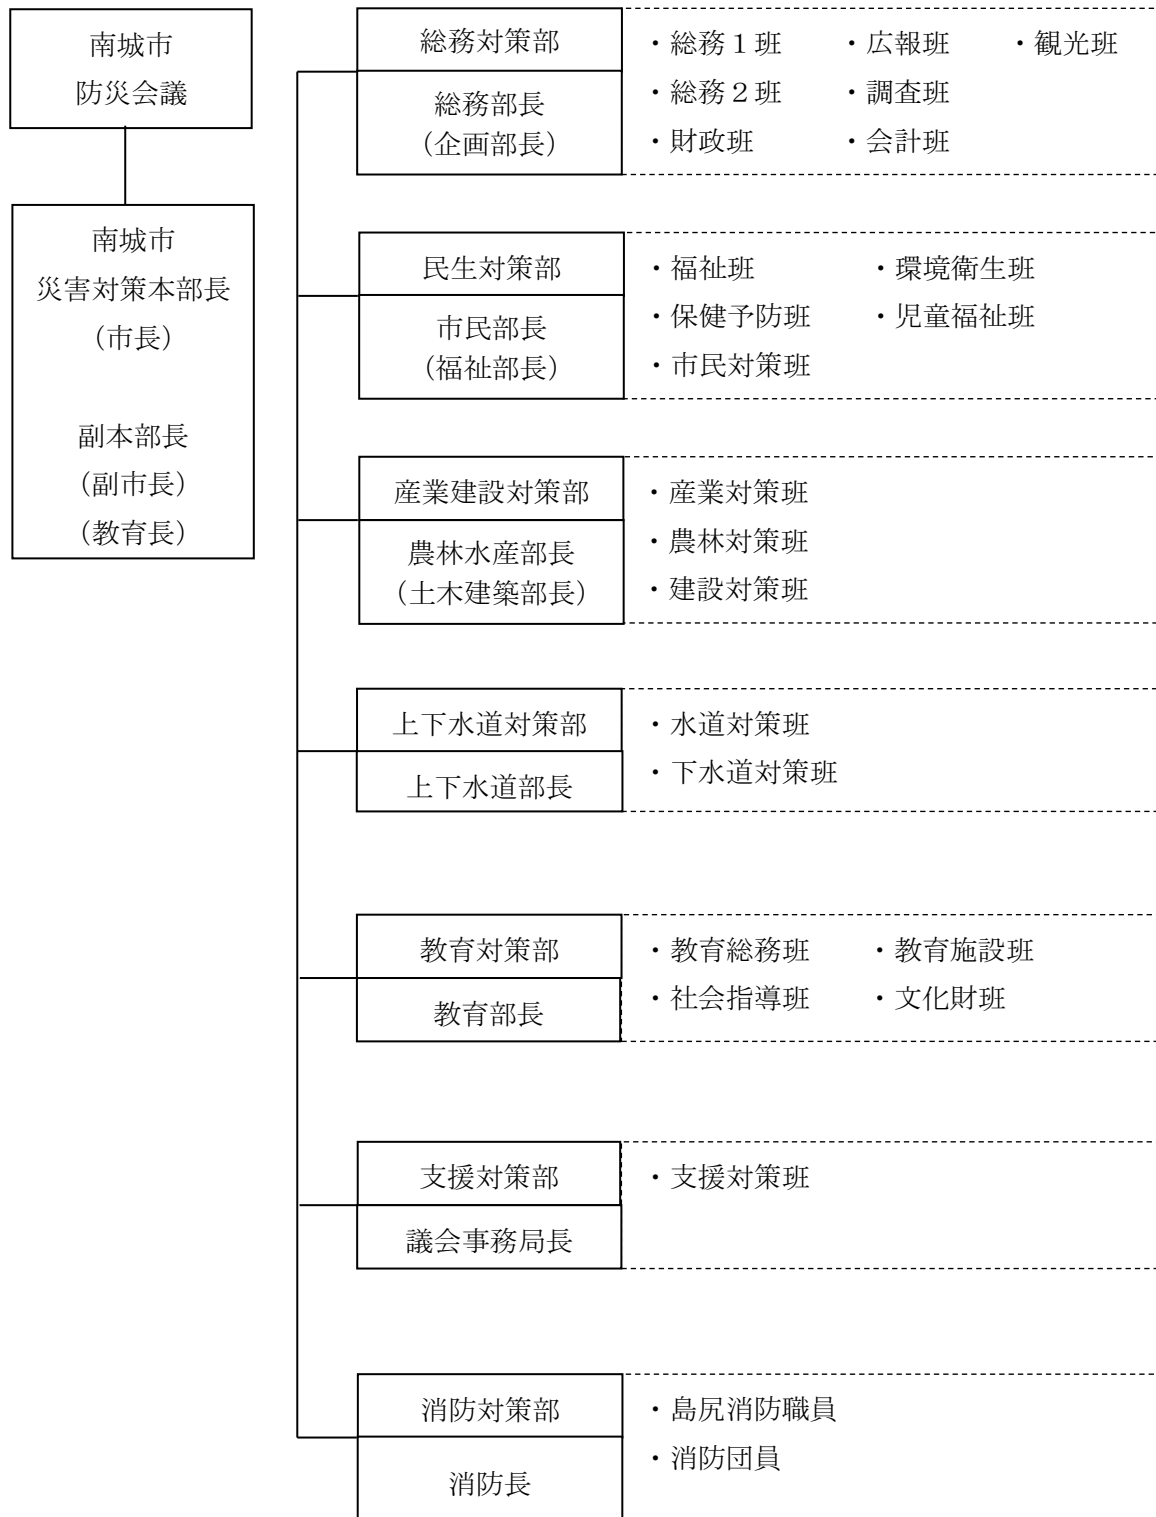 南城市
防災会議
南城市
災害対策本部長
（市長）
副本部長
（副市長）
（教育長）
総務対策部
総務部長
（企画部長）
・総務１班 ・広報班 ・観光班
・総務２班 ・調査班
・財政班 ・会計班
民生対策部
市民部長
（福祉部長）
・福祉班 ・環境衛生班
・保健予防班 ・児童福祉班
・市民対策班
産業建設対策部
農林水産部長
（土木建築部長）
・産業対策班
・農林対策班
・建設対策班
上下水道対策部
上下水道部長
・水道対策班
・下水道対策班
教育対策部
教育部長
・教育総務班 ・教育施設班
・社会指導班 ・文化財班
支援対策部
議会事務局長
・支援対策班
消防対策部
消防長
・島尻消防職員
・消防団員